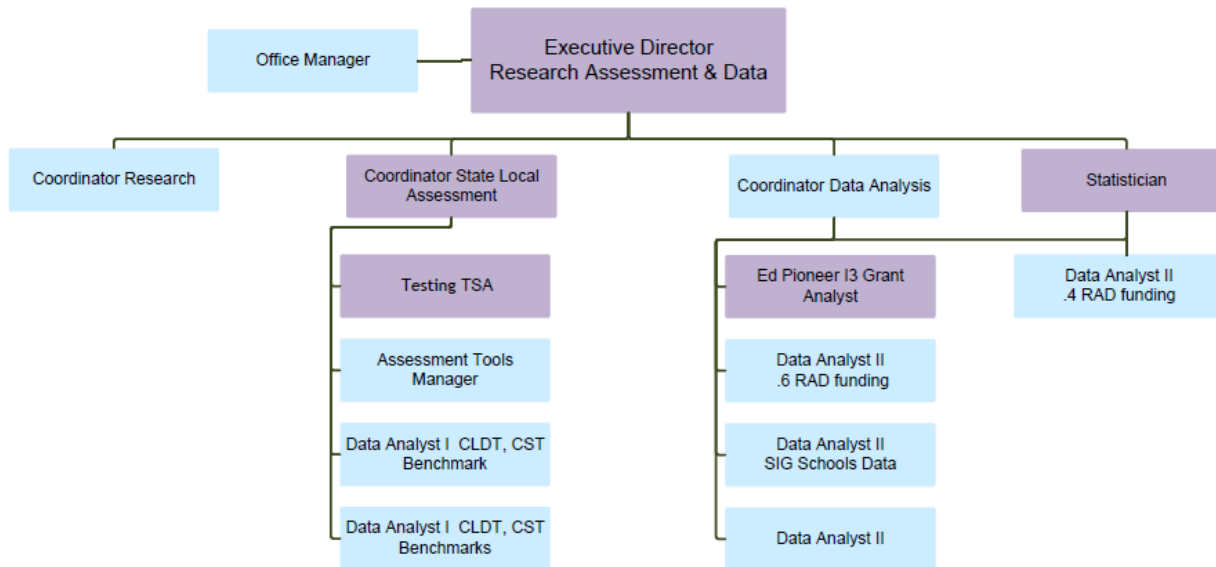 Executive Director
Research Assessment & Data
Office Manager
Coordinator Research
Coordinator State Local
Assessment
Coordinator Data Analysis
Statistician
Testing TSA
Assessment Tools
Manager
Data Analyst I  CLDT, CST
Benchmark
Data Analyst I  CLDT, CST
Benchmarks
Ed Pioneer I3 Grant
Analyst
Data Analyst II
.6 RAD funding
Data Analyst II
SIG Schools Data
Data Analyst II
Data Analyst II
.4 RAD funding